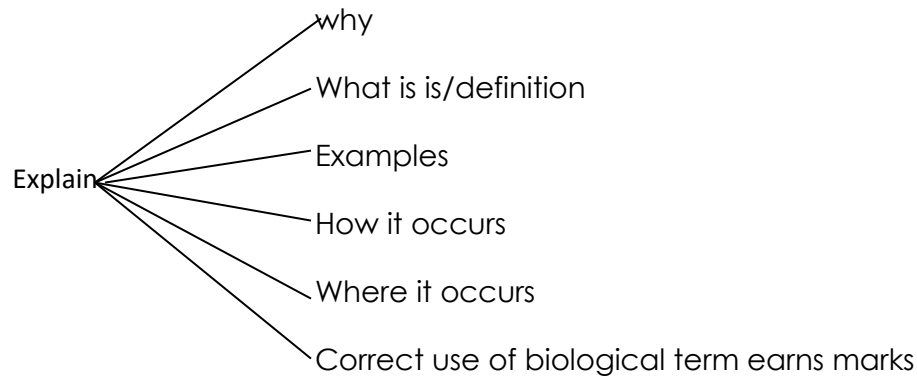 why
What is is/definition
Examples
Explain
How it occurs
Where it occurs
Correct use of biological term earns marks